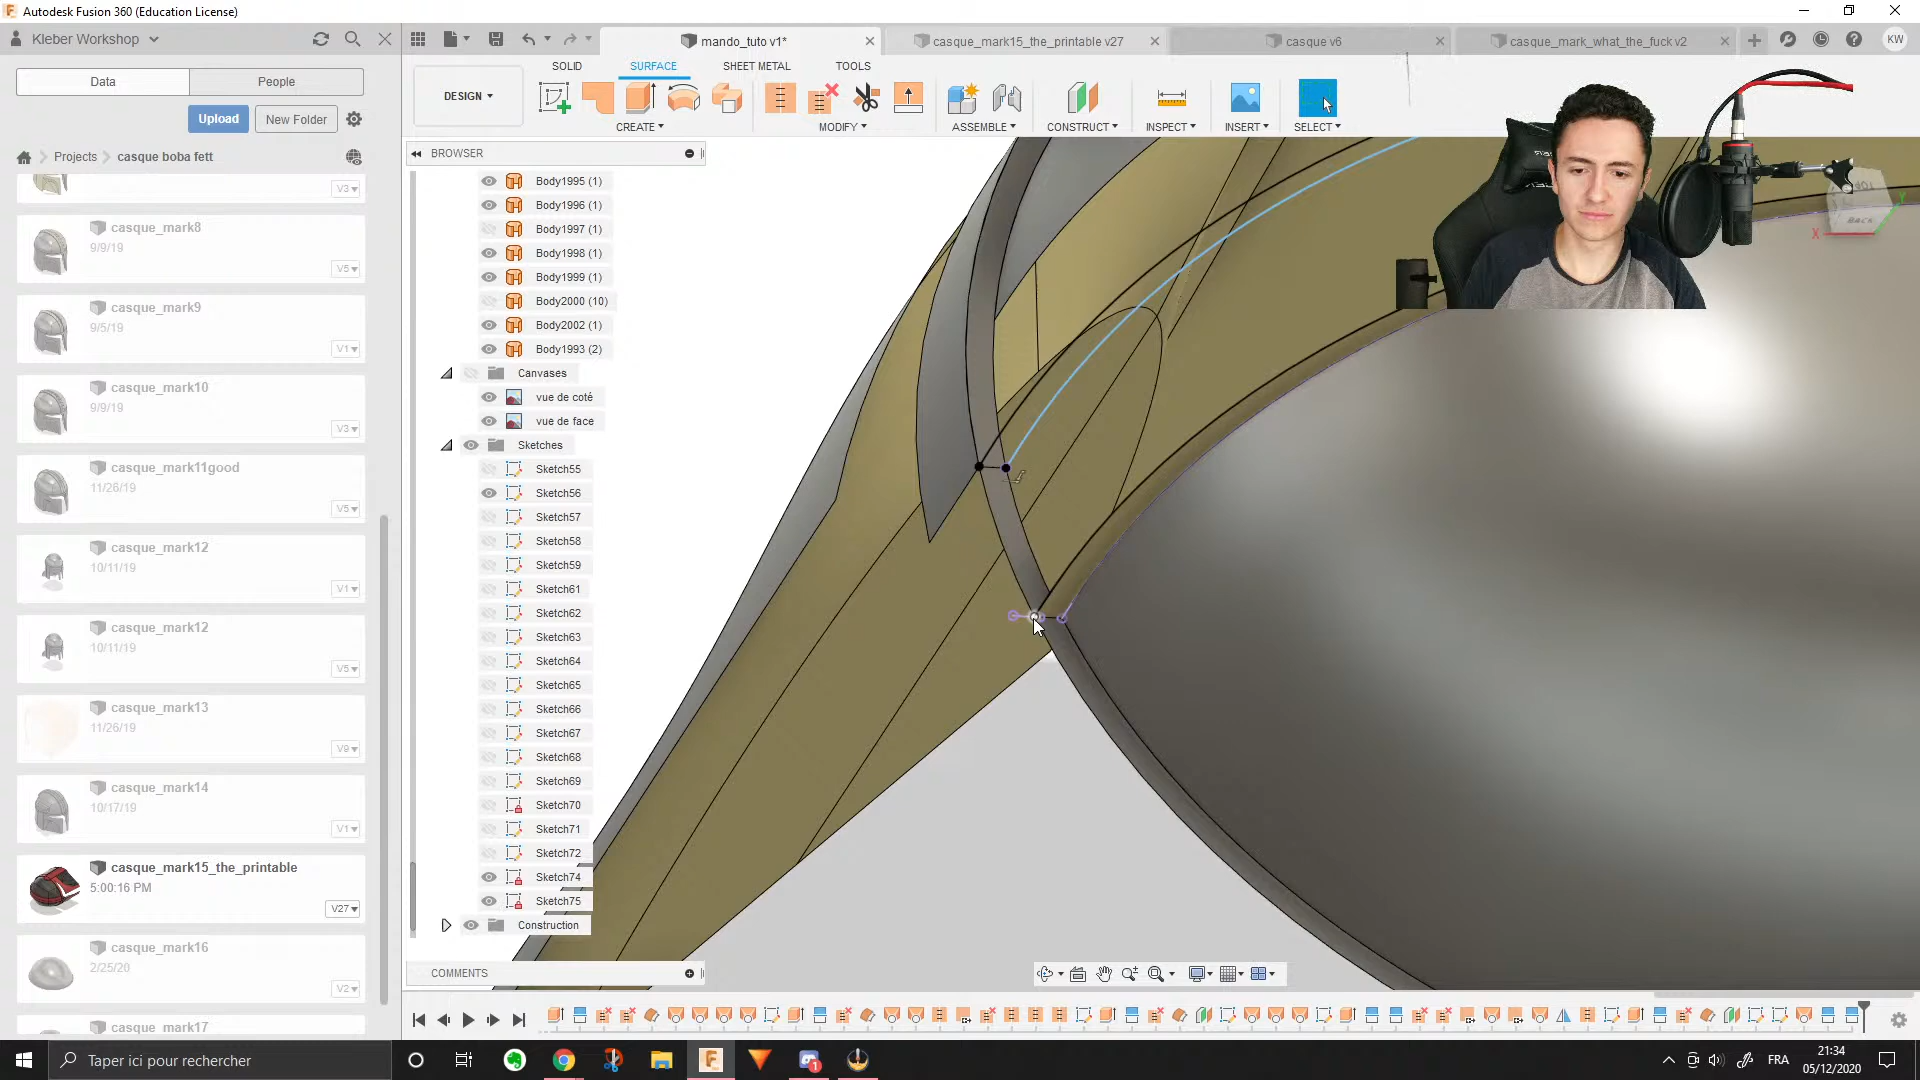 Autodesk Fusion 360 (Education License)
Kleber Workshop
mando_tuto v1*
casque_mark15_the_printable v27
casque v6
casque_mark_what_the_fuck v2
KW
Data
People
Upload
New Folder
Projects
casque boba fett
V3
casque_mark8
9/9/19
V5
casque_mark9
9/5/19
V1
casque_mark10
9/9/19
V3
casque_mark11good
11/26/19
V5
casque_mark12
10/11/19
V1
casque_mark12
10/11/19
V5
casque_mark13
11/26/19
V9
casque_mark14
10/17/19
V1
casque_mark15_the_printable
5:00:16 PM
V27
casque_mark16
2/25/20
V2
casque_mark17
SOLID
SURFACE
SHEET METAL
TOOLS
DESIGN
CREATE
MODIFY
ASSEMBLE
CONSTRUCT
INSPECT
INSERT
SELECT
BROWSER
Body1995 (1)
Body1996 (1)
Body1997 (1)
Body1998 (1)
Body1999 (1)
Body2000 (10)
Body2002 (1)
Body1993 (2)
Canvases
vue de coté
vue de face
Sketches
Sketch55
Sketch56
Sketch57
Sketch58
Sketch59
Sketch61
Sketch62
Sketch63
Sketch64
Sketch65
Sketch66
Sketch67
Sketch68
Sketch69
Sketch70
Sketch71
Sketch72
Sketch74
Sketch75
Construction
COMMENTS
BACK
X
Taper ici pour rechercher
FRA
21:34
05/12/2020